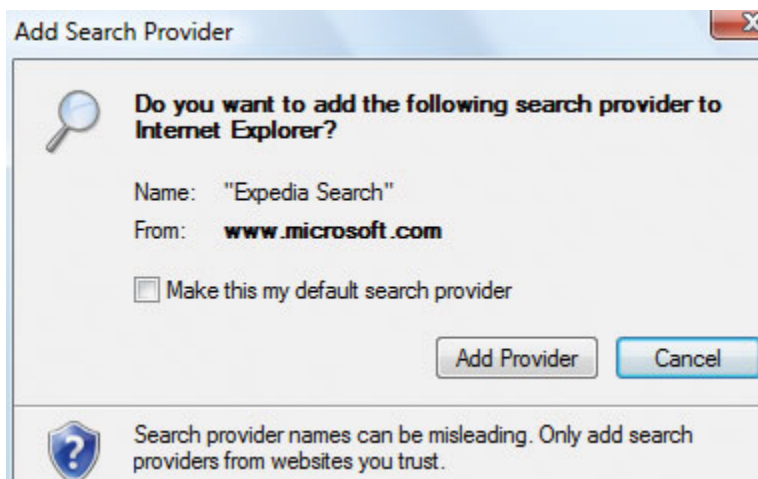 Add Search Provider
Do you want to add the following search provider to
Internet Explorer?
Name: "Expedia Search"
From: www.microsoft.com
Make this my default search provider
Add Provider Cancel
Search provider names can be misleading. Only add search
providers from websites you trust.